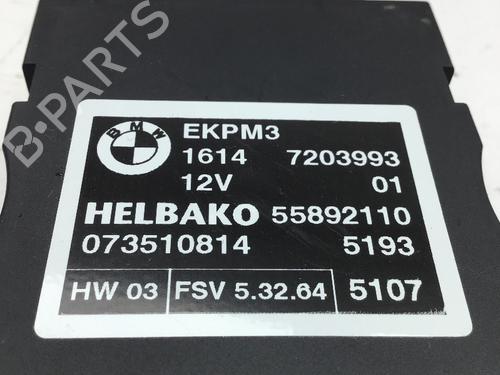 B-PARTS
BMW
EKPM3
1614 7203993
12V 01
HELBAKO 55892110
073510814 5193
HW 03 FSV 5.32.64 5107